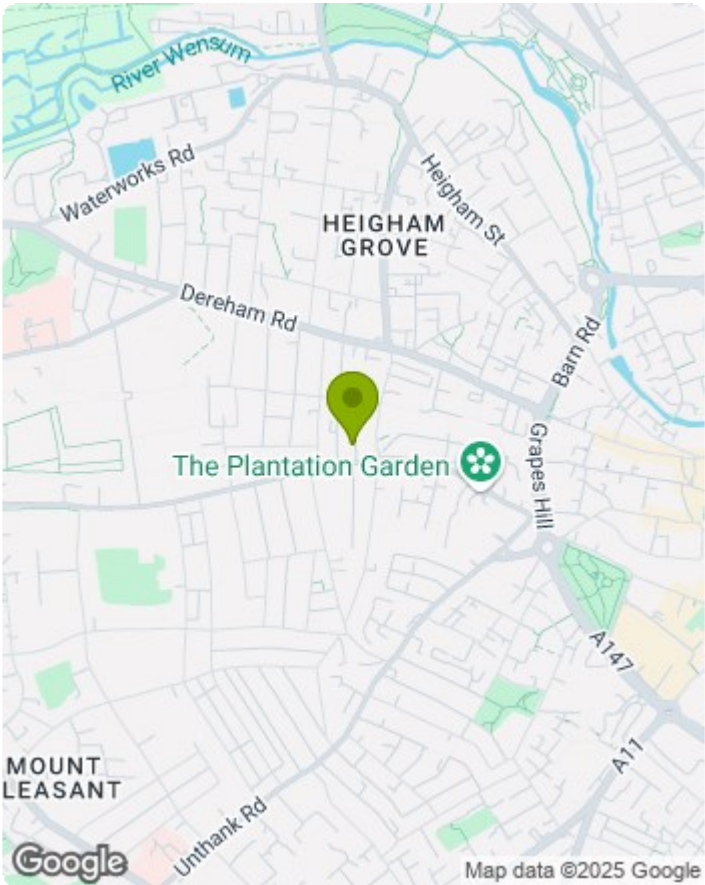 River Wensum
Waterworks Rd
Heigham St
HEIGHAM
GROVE
Dereham Rd
Barn Rd
Grapes Hill
The Plantation Garden
A147
MOUNT
LEASANT
A11
Unthank Rd
Google
Map data ©2025 Google